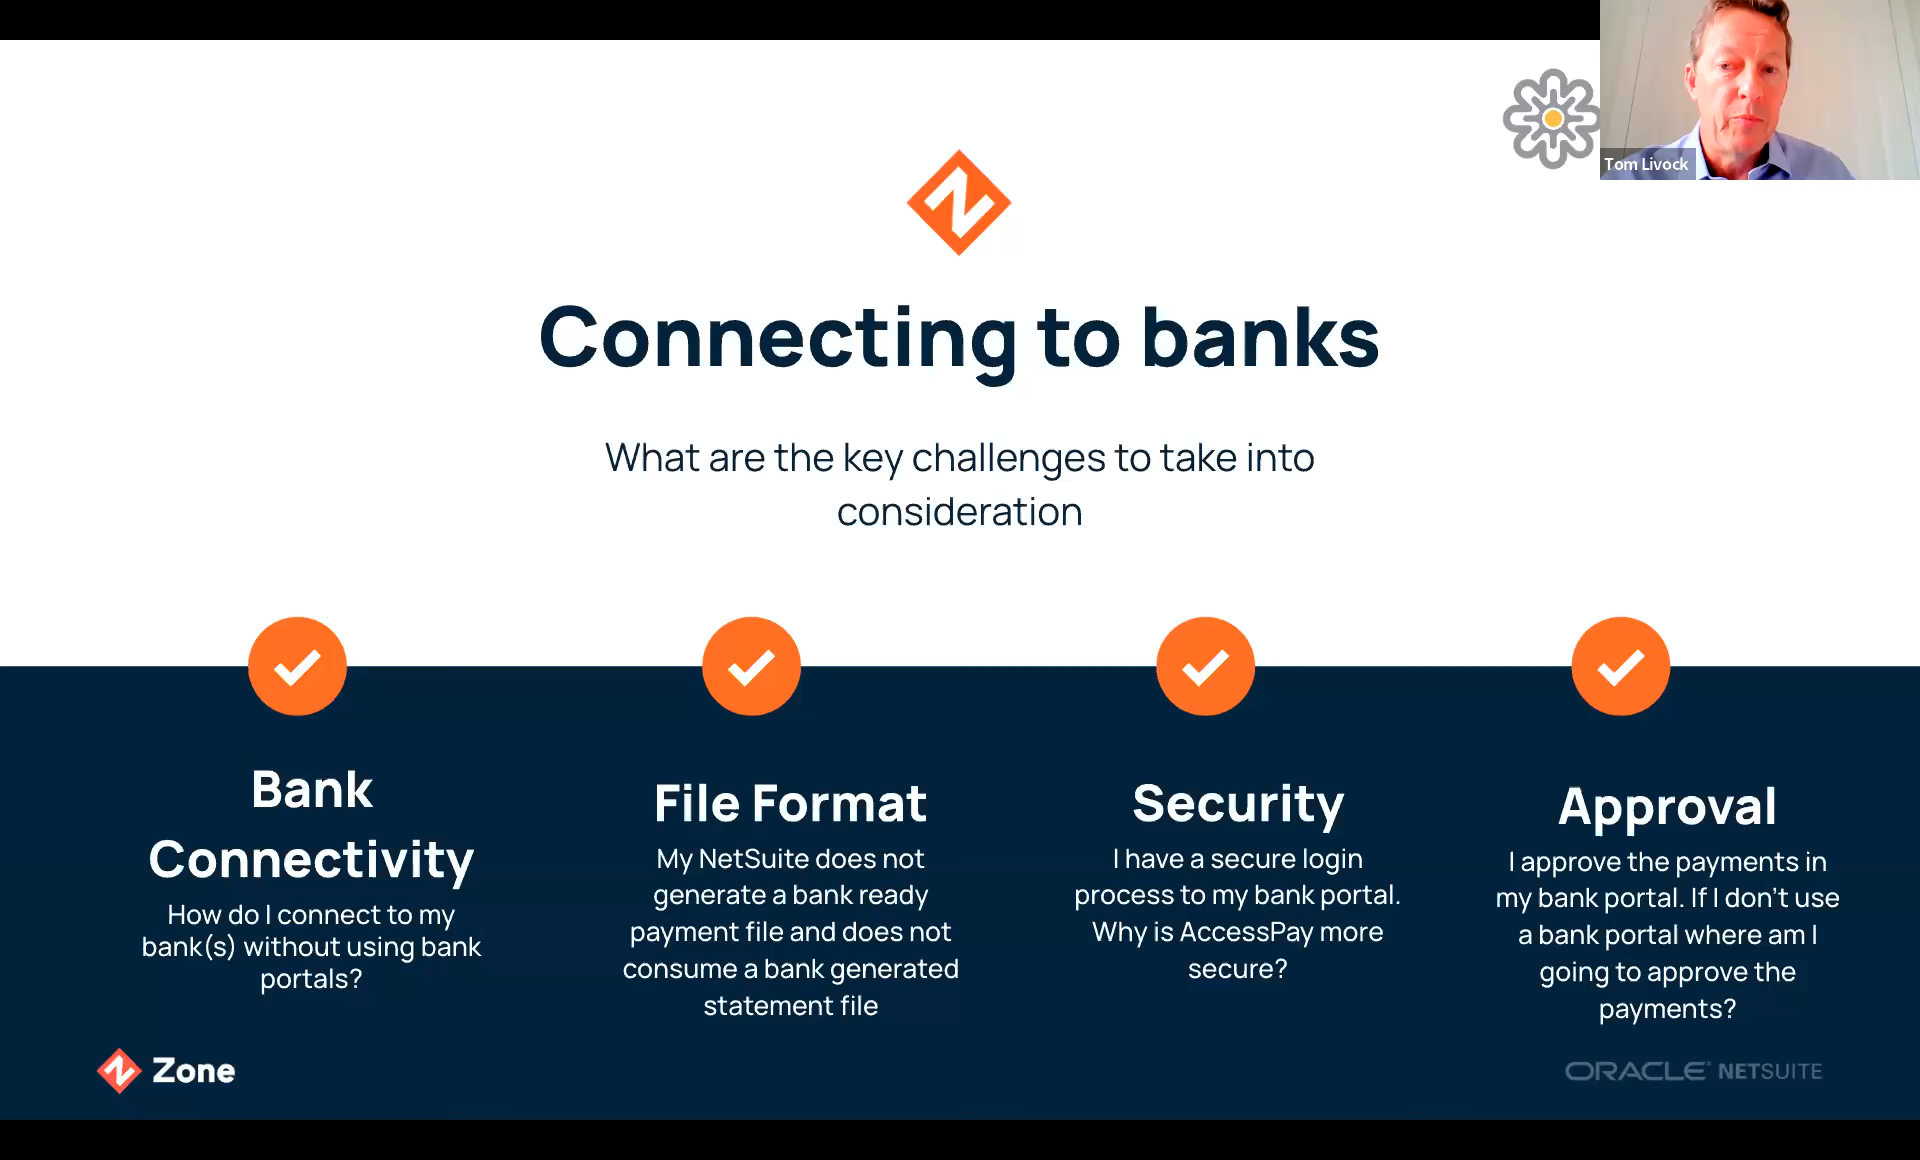 Tom Livock
Connecting to banks
What are the key challenges to take into
consideration
Bank
Connectivity
How do I connect to my
bank(s) without using bank
portals?
File Format
My NetSuite does not
generate a bank ready
payment file and does not
consume a bank generated
statement file
Security
I have a secure login
process to my bank portal.
Why is AccessPay more
secure?
Approval
I approve the payments in
my bank portal. If I don't use
a bank portal where am I
going to approve the
payments?
Zone
ORACLE NETSUITE